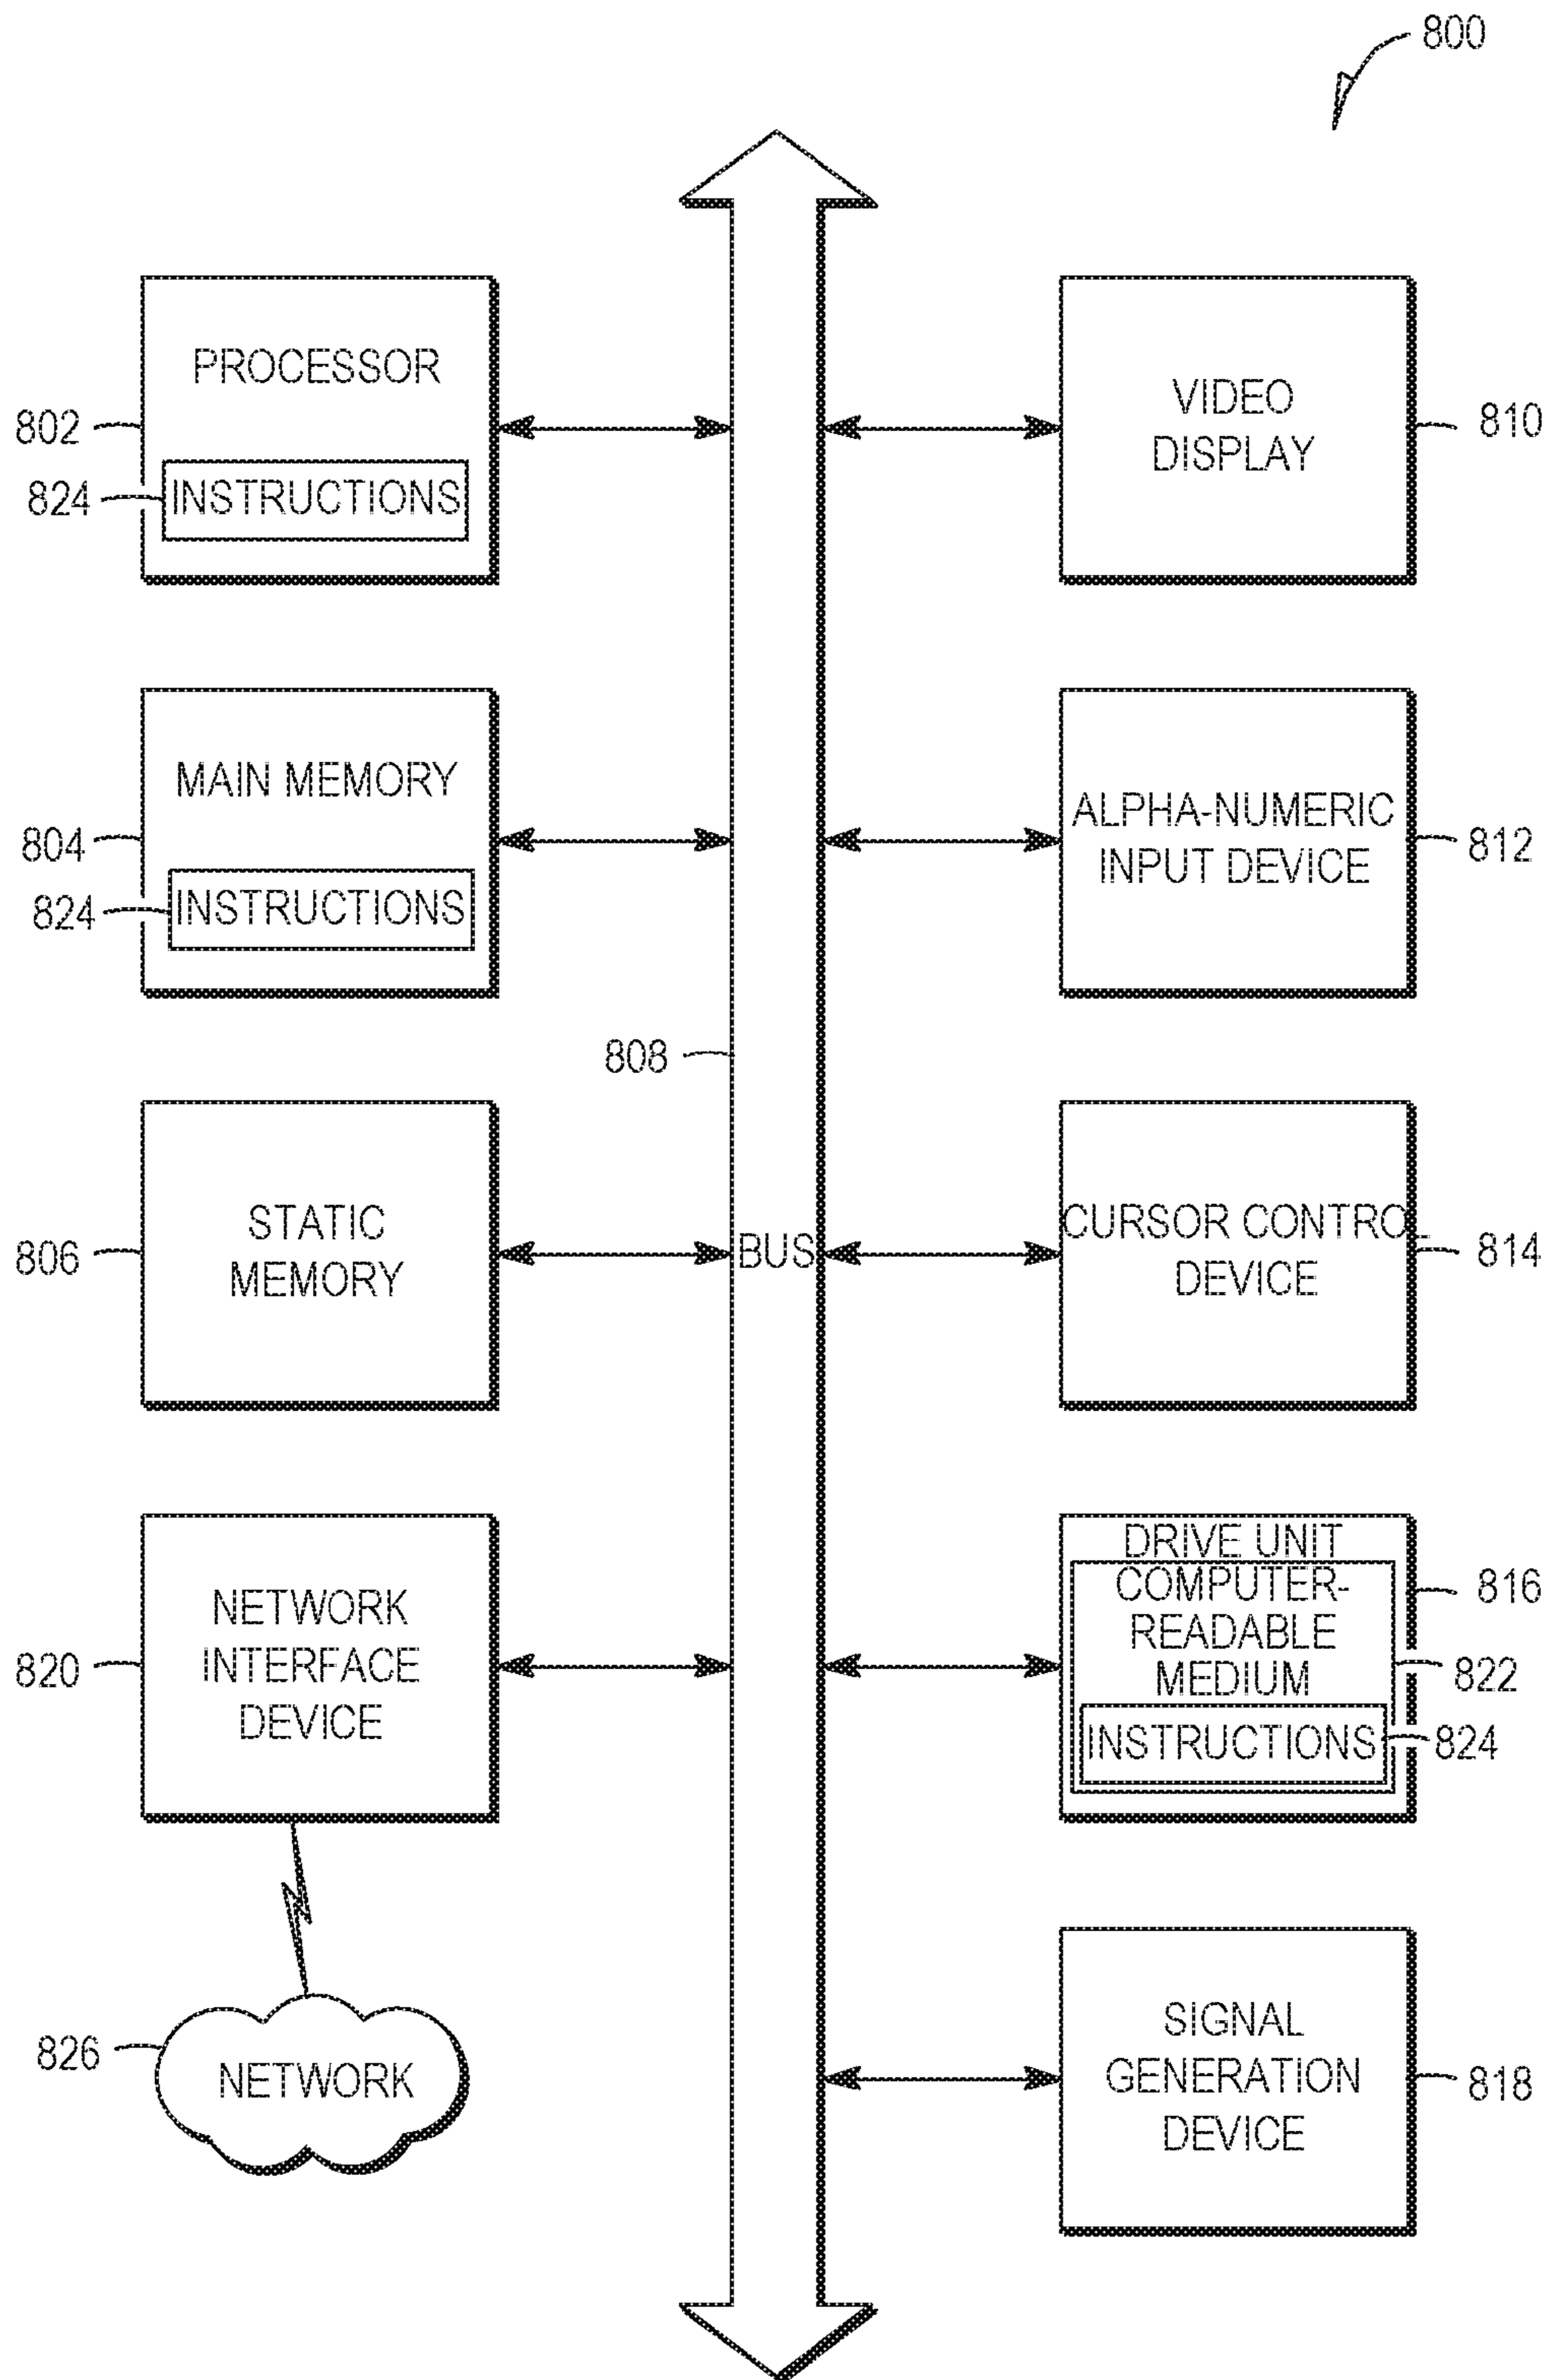 800
PROCESSOR
802
824
INSTRUCTIONS
VIDEO
DISPLAY
810
MAIN MEMORY
804
824
INSTRUCTIONS
ALPHA-NUMERIC
INPUT DEVICE
812
808
STATIC
MEMORY
806
BUS
CURSOR CONTROL
DEVICE
814
NETWORK
INTERFACE
DEVICE
820
DRIVE UNIT
816
COMPUTER-
READABLE
MEDIUM
822
INSTRUCTIONS
824
826
NETWORK
SIGNAL
GENERATION
DEVICE
818